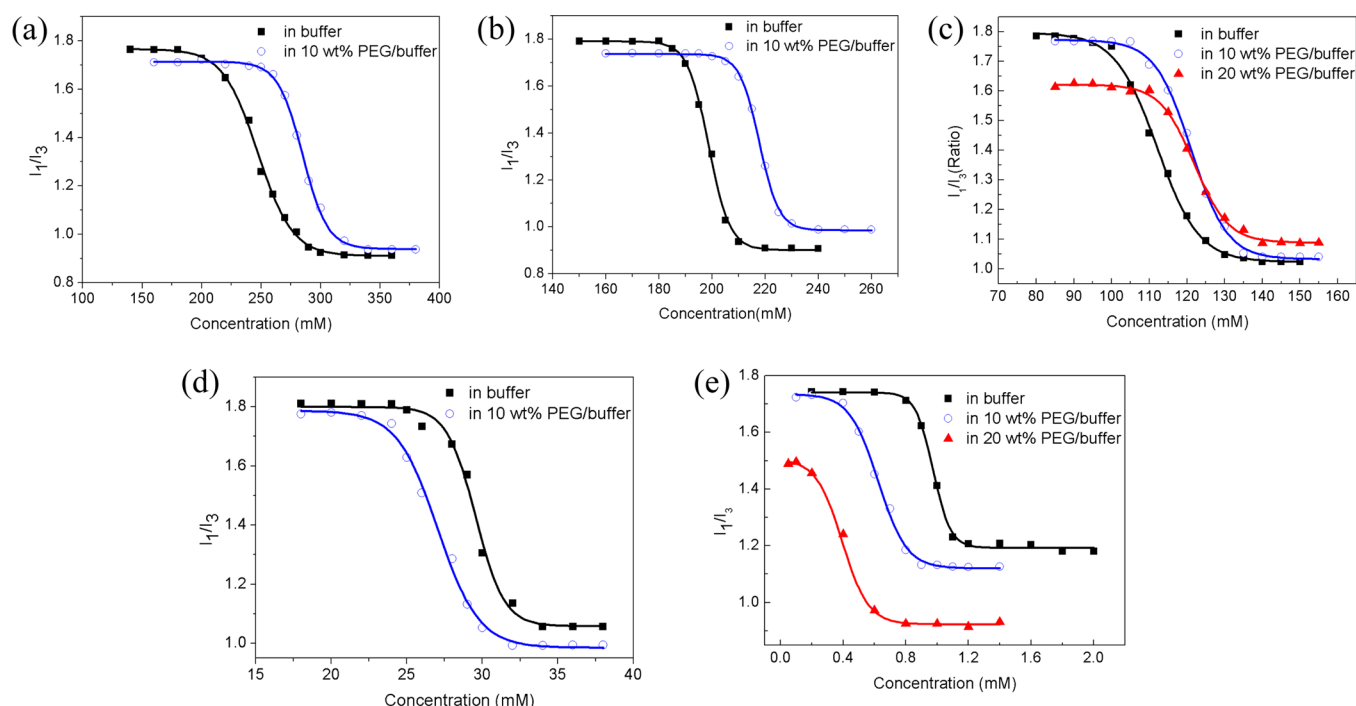 (a)
in buffer
in 10 wt% PEG/buffer
1.8
1.6
1.4
1.2
1.0
0.8
I1/I3
100 150 200 250 300 350 400
Concentration (mM)
(b)
in buffer
in 10 wt% PEG/buffer
1.8
1.6
1.4
1.2
1.0
0.8
I1/I3
160 180 200 220 240 260
Concentration(mM)
(c)
in buffer
in 10 wt% PEG/buffer
in 20 wt% PEG/buffer
1.8
1.7
1.6
1.5
1.4
1.3
1.2
1.1
1.0
I1/I3(Ratio)
70 80 90 100 110 120 130 140 150 160
Concentration (mM)
(d)
in buffer
in 10 wt% PEG/buffer
1.8
1.6
1.4
1.2
1.0
I1/I3
15 20 25 30 35 40
Concentration (mM)
(e)
in buffer
in 10 wt% PEG/buffer
in 20 wt% PEG/buffer
1.8
1.6
1.4
1.2
1.0
I1/I3
0.0 0.4 0.8 1.2 1.6 2.0
Concentration (mM)